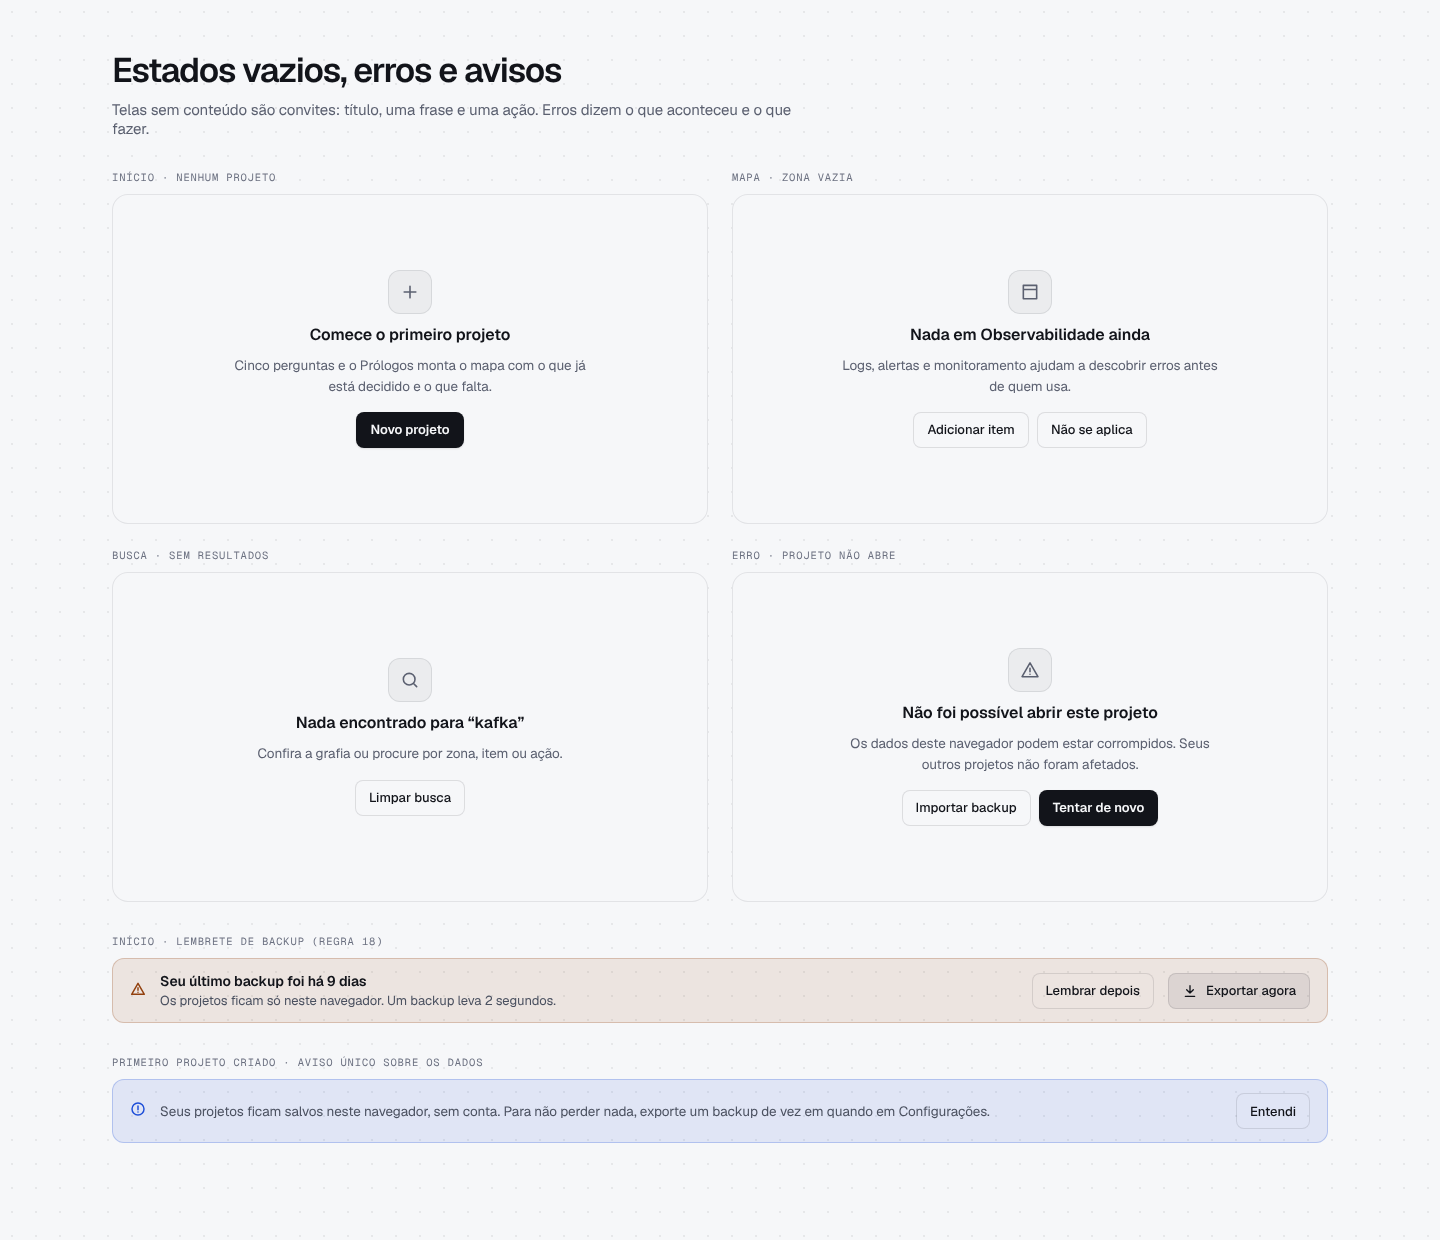 Estados vazios, erros e avisos
Telas sem conteúdo são convites: título, uma frase e uma ação. Erros dizem o que aconteceu e o que
fazer.
INÍCIO · NENHUM PROJETO
Comece o primeiro projeto
Cinco perguntas e o Prólogos monta o mapa com o que já
está decidido e o que falta.
Novo projeto
MAPA · ZONA VAZIA
Nada em Observabilidade ainda
Logs, alertas e monitoramento ajudam a descobrir erros antes
de quem usa.
Adicionar item
Não se aplica
BUSCA · SEM RESULTADOS
Nada encontrado para “kafka”
Confira a grafia ou procure por zona, item ou ação.
Limpar busca
ERRO · PROJETO NÃO ABRE
Não foi possível abrir este projeto
Os dados deste navegador podem estar corrompidos. Seus
outros projetos não foram afetados.
Importar backup
Tentar de novo
INÍCIO · LEMBRETE DE BACKUP (REGRA 18)
Seu último backup foi há 9 dias
Os projetos ficam só neste navegador. Um backup leva 2 segundos.
Lembrar depois
Exportar agora
PRIMEIRO PROJETO CRIADO · AVISO ÚNICO SOBRE OS DADOS
Seus projetos ficam salvos neste navegador, sem conta. Para não perder nada, exporte um backup de vez em quando em Configurações.
Entendi